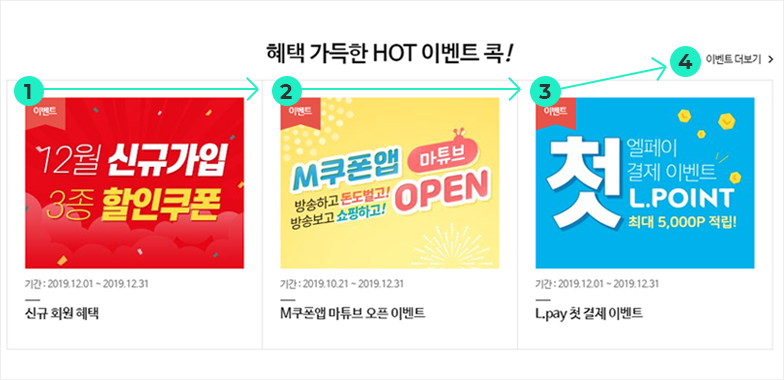 혜택 가득한 HOT 이벤트 콕!
1
2
3
4
이벤트 더보기 >
이벤트
12월 신규가입
3종 할인쿠폰
기간 : 2019.12.01 ~ 2019.12.31
신규 회원 혜택
이벤트
M쿠폰앱
마튜브
방송하고 돈도벌고!
방송보고 쇼핑하고!
OPEN
기간 : 2019.10.21 ~ 2019.12.31
M쿠폰앱 마튜브 오픈 이벤트
이벤트
첫
엘페이
결제 이벤트
L.POINT
최대 5,000P 적립!
기간 : 2019.12.01 ~ 2019.12.31
L.pay 첫 결제 이벤트